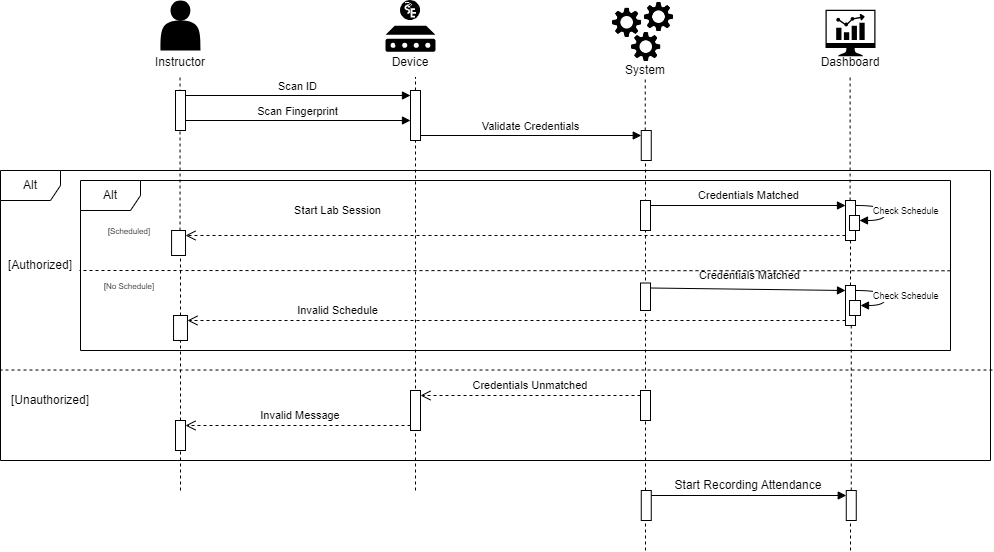 Instructor
Device
System
Dashboard
Scan ID
Scan Fingerprint
Validate Credentials
Alt
Alt
Credentials Matched
Start Lab Session
Check Schedule
[Scheduled]
[Authorized]
Credentials Matched
[No Schedule]
Check Schedule
Invalid Schedule
Credentials Unmatched
[Unauthorized]
Invalid Message
Start Recording Attendance